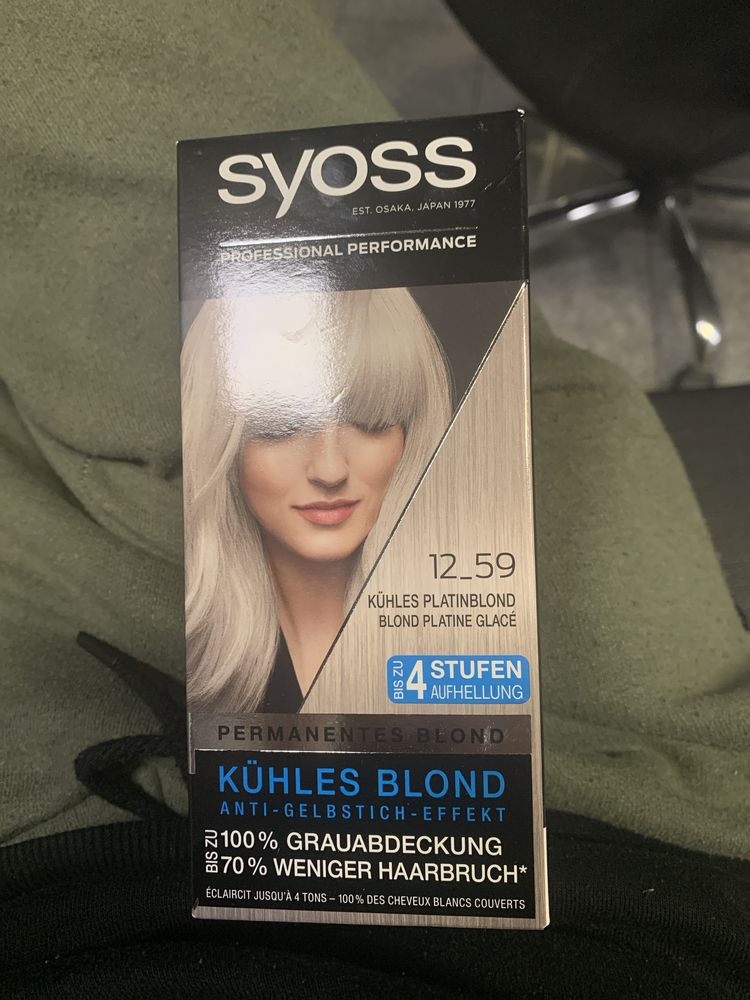 syoss
EST. OSAKA, JAPAN 1977
PROFESSIONAL PERFORMANCE
12_59
KÜHLES PLATINBLOND
BLOND PLATINE GLACÉ
BIS ZU 4 STUFEN
AUFHELLUNG
PERMANENTES BLOND
KÜHLES BLOND
ANTI-GELBSTICH-EFFEKT
BIS ZU
100% GRAUABDECKUNG
70% WENIGER HAARBRUCH*
ÉCLAIRCIT JUSQU'À 4 TONS – 100% DES CHEVEUX BLANCS COUVERTS